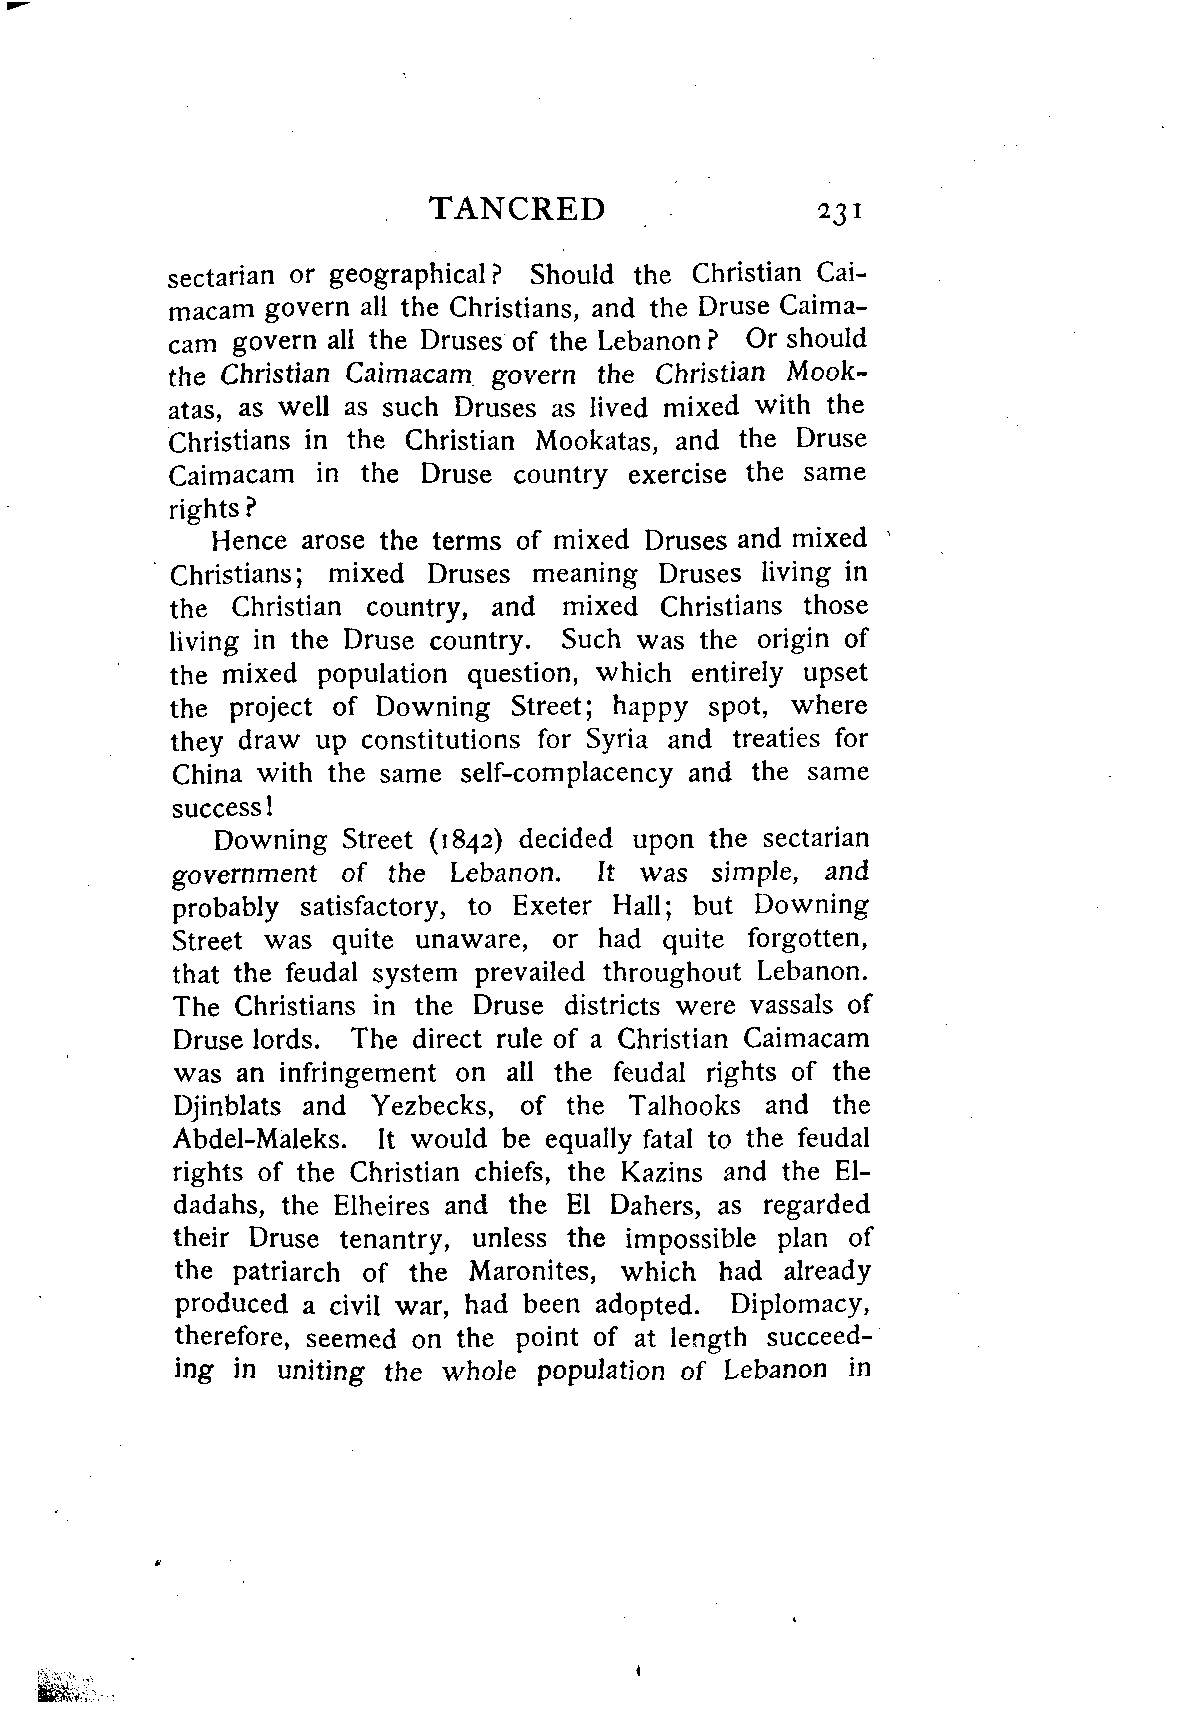 TANCRED 231
sectarian or geographical? Should the Christian Cai-
macam govern all the Christians, and the Druse Caima-
cam govern all the Druses of the Lebanon? Or should
the Christian Caimacam govern the Christian Mook-
atas, as well as such Druses as lived mixed with the
Christians in the Christian Mookatas, and the Druse
Caimacam in the Druse country exercise the same
rights?
Hence arose the terms of mixed Druses and mixed
Christians; mixed Druses meaning Druses living in
the Christian country, and mixed Christians those
living in the Druse country. Such was the origin of
the mixed population question, which entirely upset
the project of Downing Street; happy spot, where
they draw up constitutions for Syria and treaties for
China with the same self-complacency and the same
success!
Downing Street (1842) decided upon the sectarian
government of the Lebanon. It was simple, and
probably satisfactory, to Exeter Hall; but Downing
Street was quite unaware, or had quite forgotten,
that the feudal system prevailed throughout Lebanon.
The Christians in the Druse districts were vassals of
Druse lords. The direct rule of a Christian Caimacam
was an infringement on all the feudal rights of the
Djinblats and Yezbecks, of the Talhooks and the
Abdel-Maleks. It would be equally fatal to the feudal
rights of the Christian chiefs, the Kazins and the El-
dadahs, the Elheires and the El Dahers, as regarded
their Druse tenantry, unless the impossible plan of
the patriarch of the Maronites, which had already
produced a civil war, had been adopted. Diplomacy,
therefore, seemed on the point of at length succeed-
ing in uniting the whole population of Lebanon in